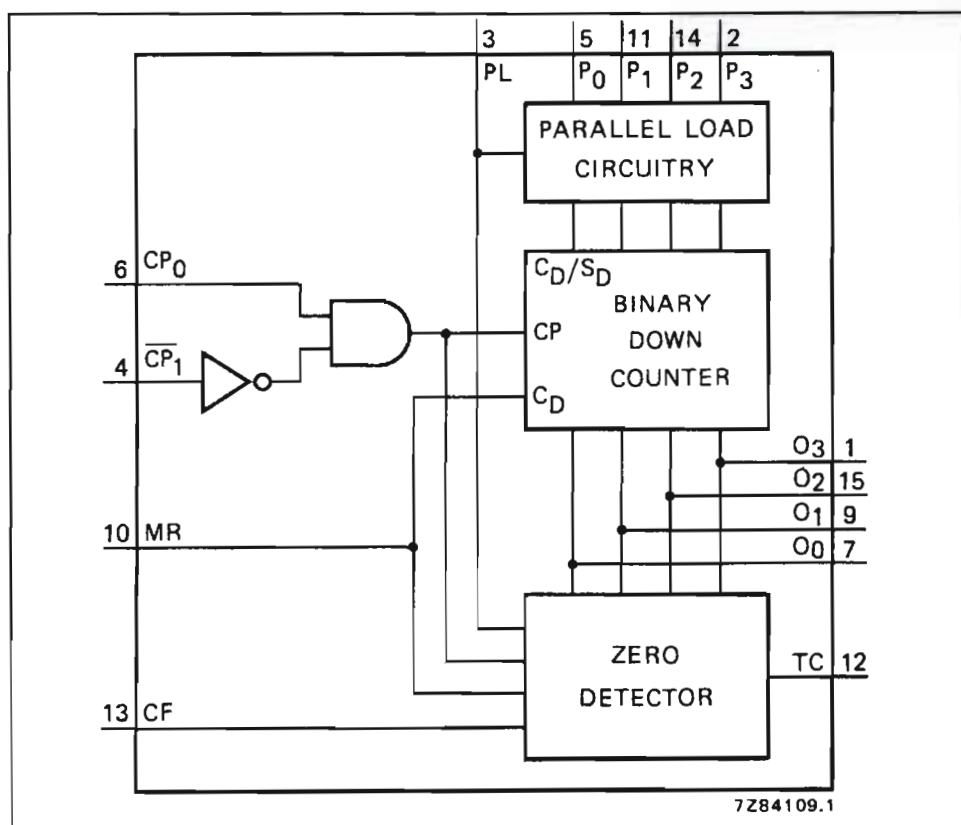 3 5 11 14 2
PL P0 P1 P2 P3
PARALLEL LOAD
CIRCUITRY
6 CP0
4 C̅P̅1
CD/SD
BINARY
CP
DOWN
COUNTER
CD
O3 1
O2 15
O1 9
O0 7
10 MR
ZERO
DETECTOR
TC 12
13 CF
7Z84109.1